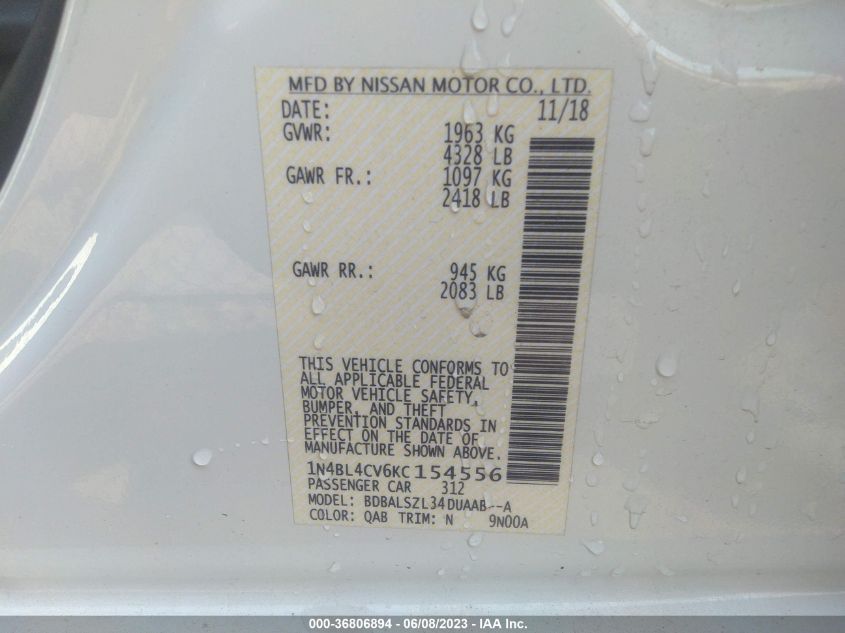 MFD BY NISSAN MOTOR CO., LTD.
DATE: 11/18
GVWR: 1963 KG
4328 LB
GAWR FR.: 1097 KG
2418 LB
GAWR RR.: 945 KG
2083 LB
THIS VEHICLE CONFORMS TO
ALL APPLICABLE FEDERAL
MOTOR VEHICLE SAFETY,
BUMPER, AND THEFT
PREVENTION STANDARDS IN
EFFECT ON THE DATE OF
MANUFACTURE SHOWN ABOVE.
1N4BL4CV6KC154556
PASSENGER CAR 312
MODEL: BDBALSZL34DUAAB--A
COLOR: QAB TRIM: N 9N00A
000-36806894 - 06/08/2023 - IAA Inc.